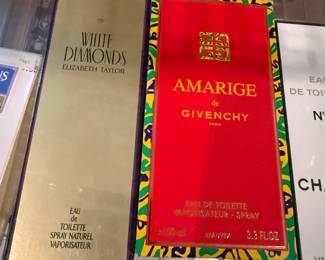 WHITE
DIAMONDS
ELIZABETH TAYLOR
EAU
de
TOILETTE
SPRAY NATUREL
VAPORISATEUR
AMARIGE
de
GIVENCHY
PARIS
EAU DE TOILETTE
VAPORISATEUR - SPRAY
100 ml
3.3 FL.OZ
EAU
DE TOI
N°
CHA